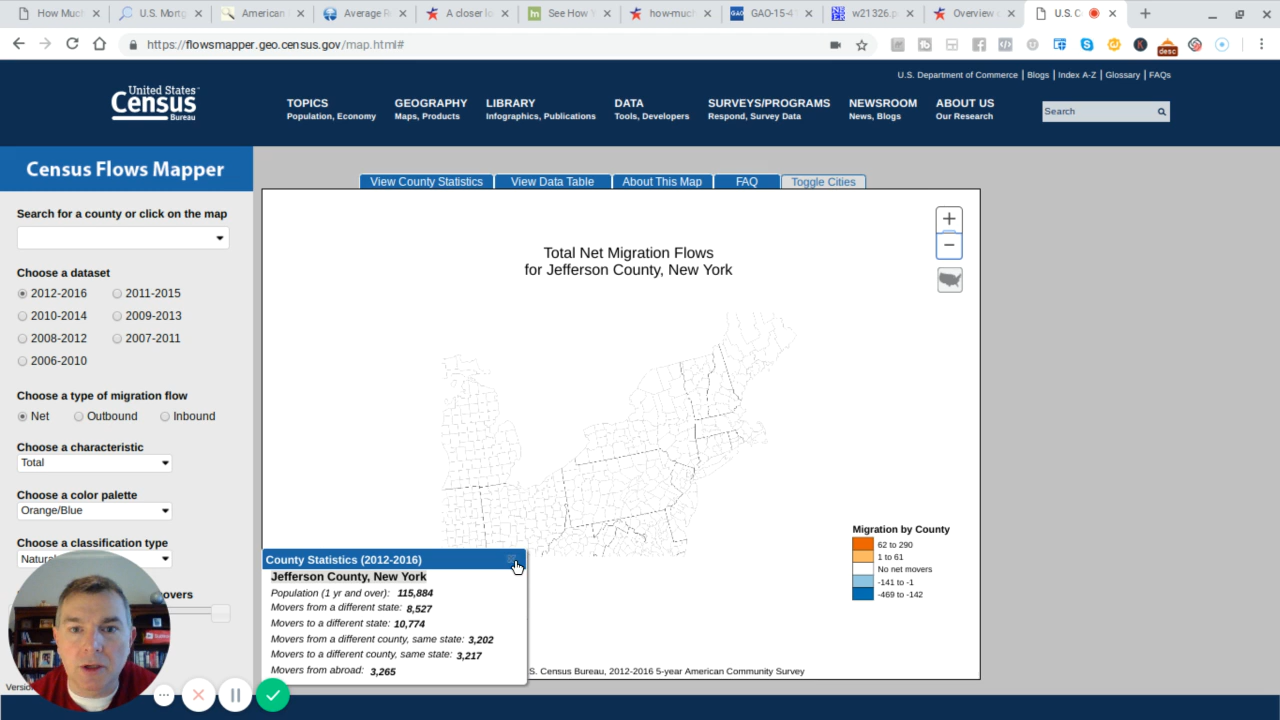 How Much
U.S. Mortg
American
Average R
A closer lo
See How Y
how-much
GAO-15-4
w21326.p
Overview o
U.S. C
https://flowsmapper.geo.census.gov/map.html#
desc
U.S. Department of Commerce | Blogs | Index A-Z | Glossary | FAQs
United States
Census
Bureau
TOPICS
Population, Economy
GEOGRAPHY
Maps, Products
LIBRARY
Infographics, Publications
DATA
Tools, Developers
SURVEYS/PROGRAMS
Respond, Survey Data
NEWSROOM
News, Blogs
ABOUT US
Our Research
Search
Census Flows Mapper
View County Statistics
View Data Table
About This Map
FAQ
Toggle Cities
Search for a county or click on the map
Choose a dataset
2012-2016
2011-2015
2010-2014
2009-2013
2008-2012
2007-2011
2006-2010
Choose a type of migration flow
Net
Outbound
Inbound
Choose a characteristic
Total
Choose a color palette
Orange/Blue
Choose a classification type
Natur
overs
Versi
Total Net Migration Flows
for Jefferson County, New York
+
−
Migration by County
62 to 290
1 to 61
No net movers
-141 to -1
-469 to -142
County Statistics (2012-2016)
Jefferson County, New York
Population (1 yr and over): 115,884
Movers from a different state: 8,527
Movers to a different state: 10,774
Movers from a different county, same state: 3,202
Movers to a different county, same state: 3,217
Movers from abroad: 3,265
S. Census Bureau, 2012-2016 5-year American Community Survey